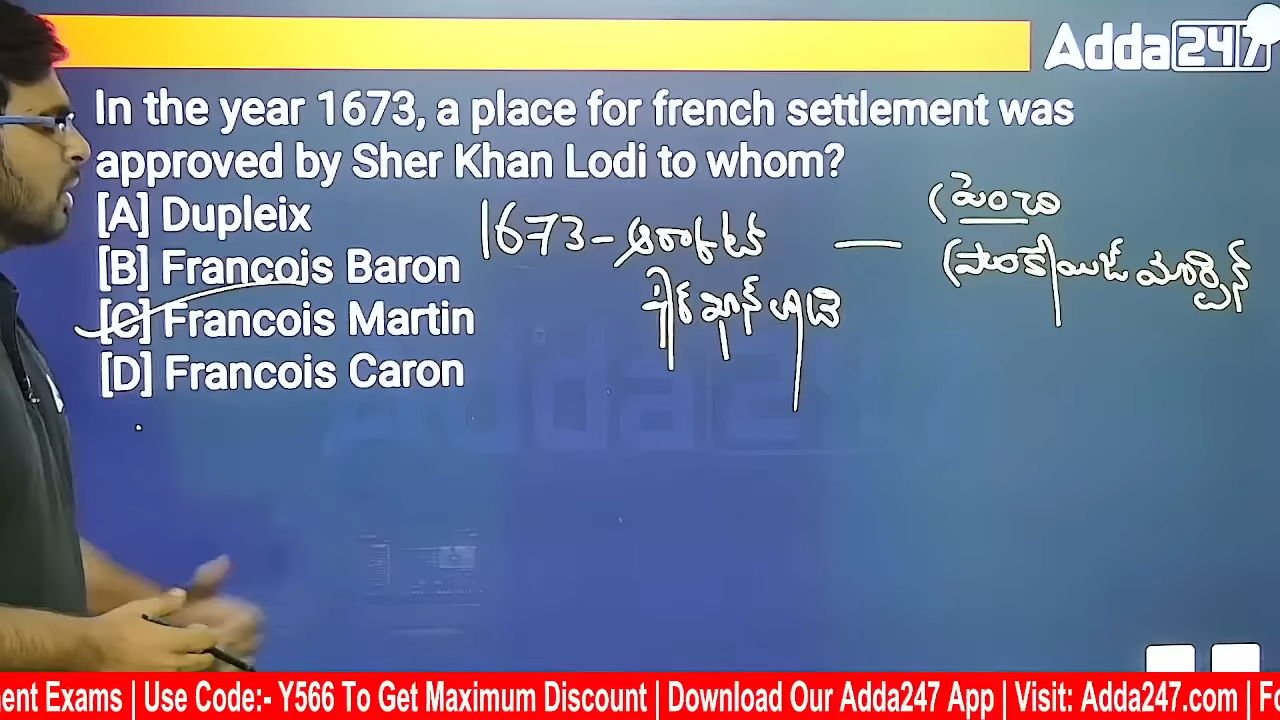 Adda247
In the year 1673, a place for french settlement was
approved by Sher Khan Lodi to whom?
[A] Dupleix
[B] Francois Baron
[C] Francois Martin
[D] Francois Caron
1673 -
ఫ్రెంచి
ఫ్రాంకోయిజ్ మార్టిన్
షేర్ ఖాన్ లోడి
ent Exams | Use Code:- Y566 To Get Maximum Discount | Download Our Adda247 App | Visit: Adda247.com | Fo